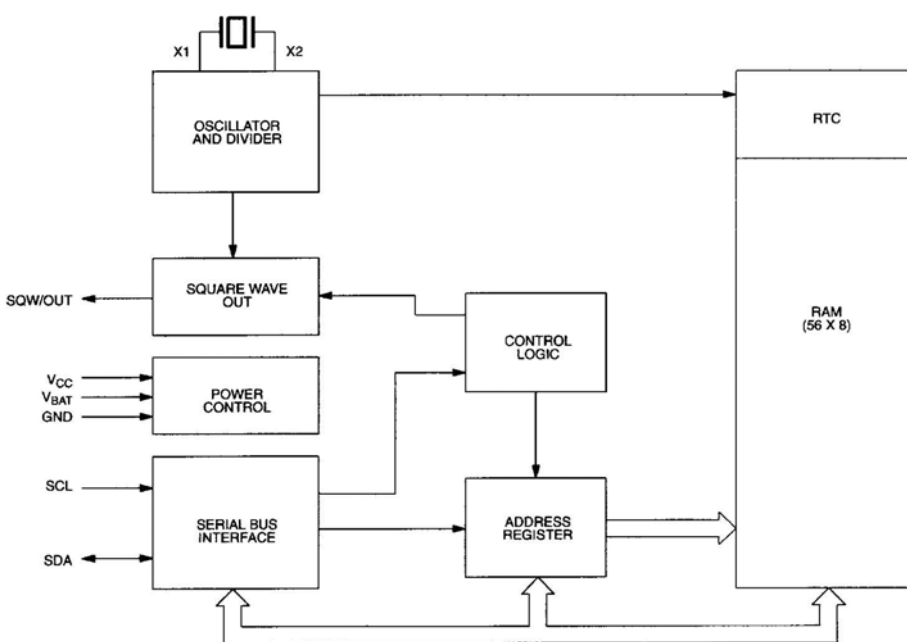 X1
X2
OSCILLATOR
AND DIVIDER
RTC
SQUARE WAVE
OUT
SQW/OUT
CONTROL
LOGIC
RAM
(56 X 8)
VCC
VBAT
GND
POWER
CONTROL
SCL
SDA
SERIAL BUS
INTERFACE
ADDRESS
REGISTER